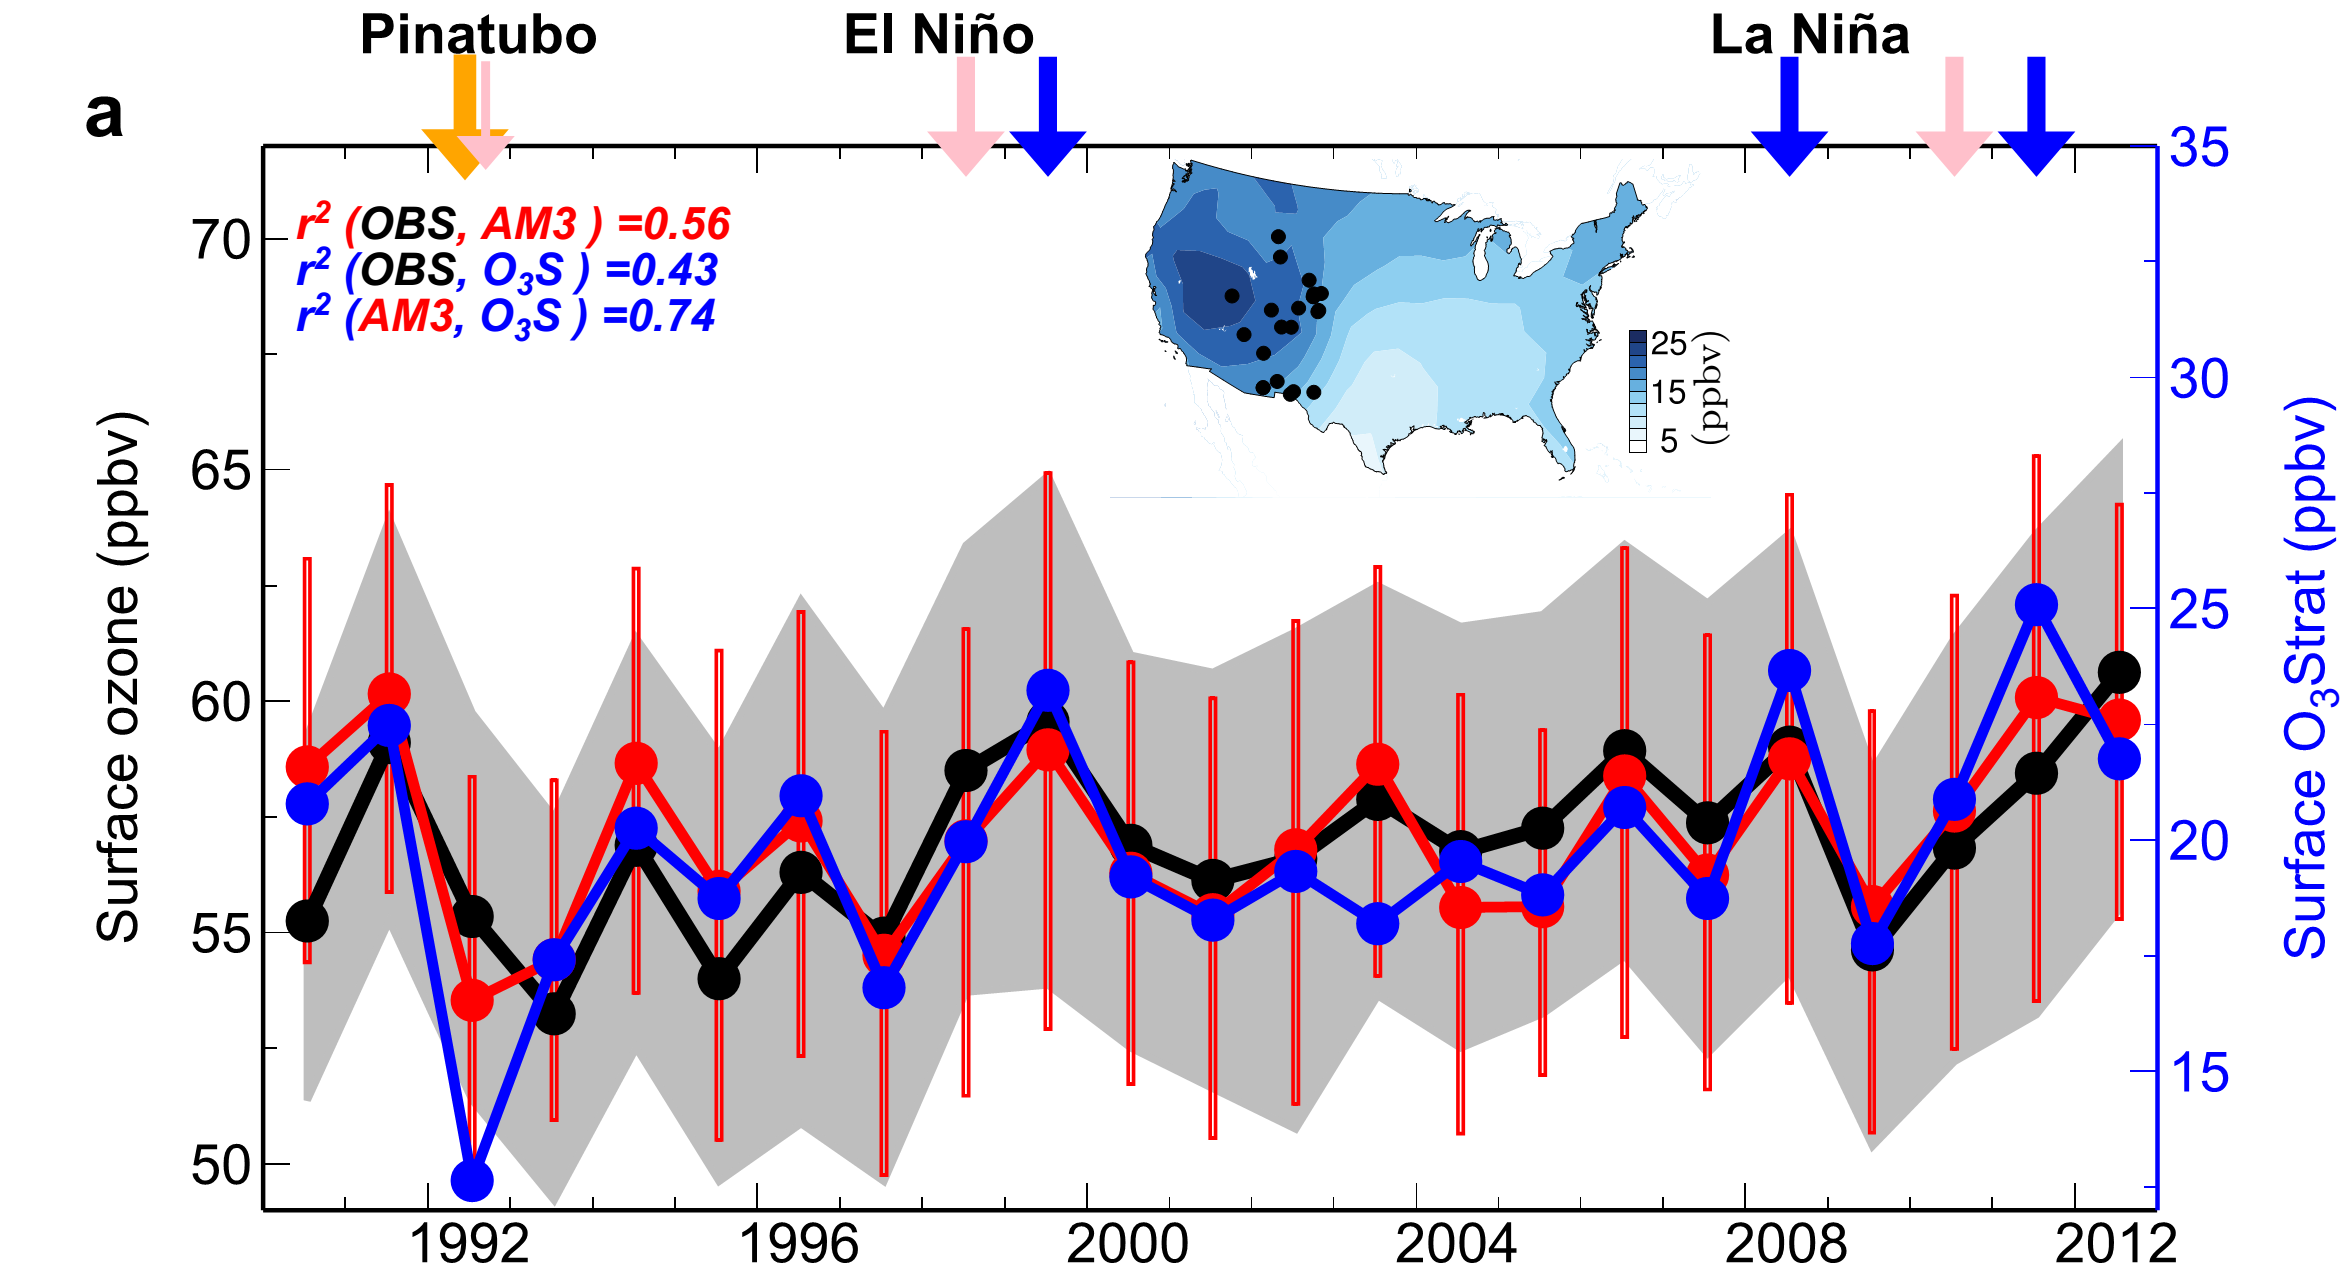 Pinatubo El Niño La Niña
a
r² (OBS, AM3 ) =0.56
r² (OBS, O₃S ) =0.43
r² (AM3, O₃S ) =0.74
70
65
60
55
50
Surface ozone (ppbv)
25
15
5
(ppbv)
35
30
25
20
15
Surface O₃Strat (ppbv)
1992 1996 2000 2004 2008 2012